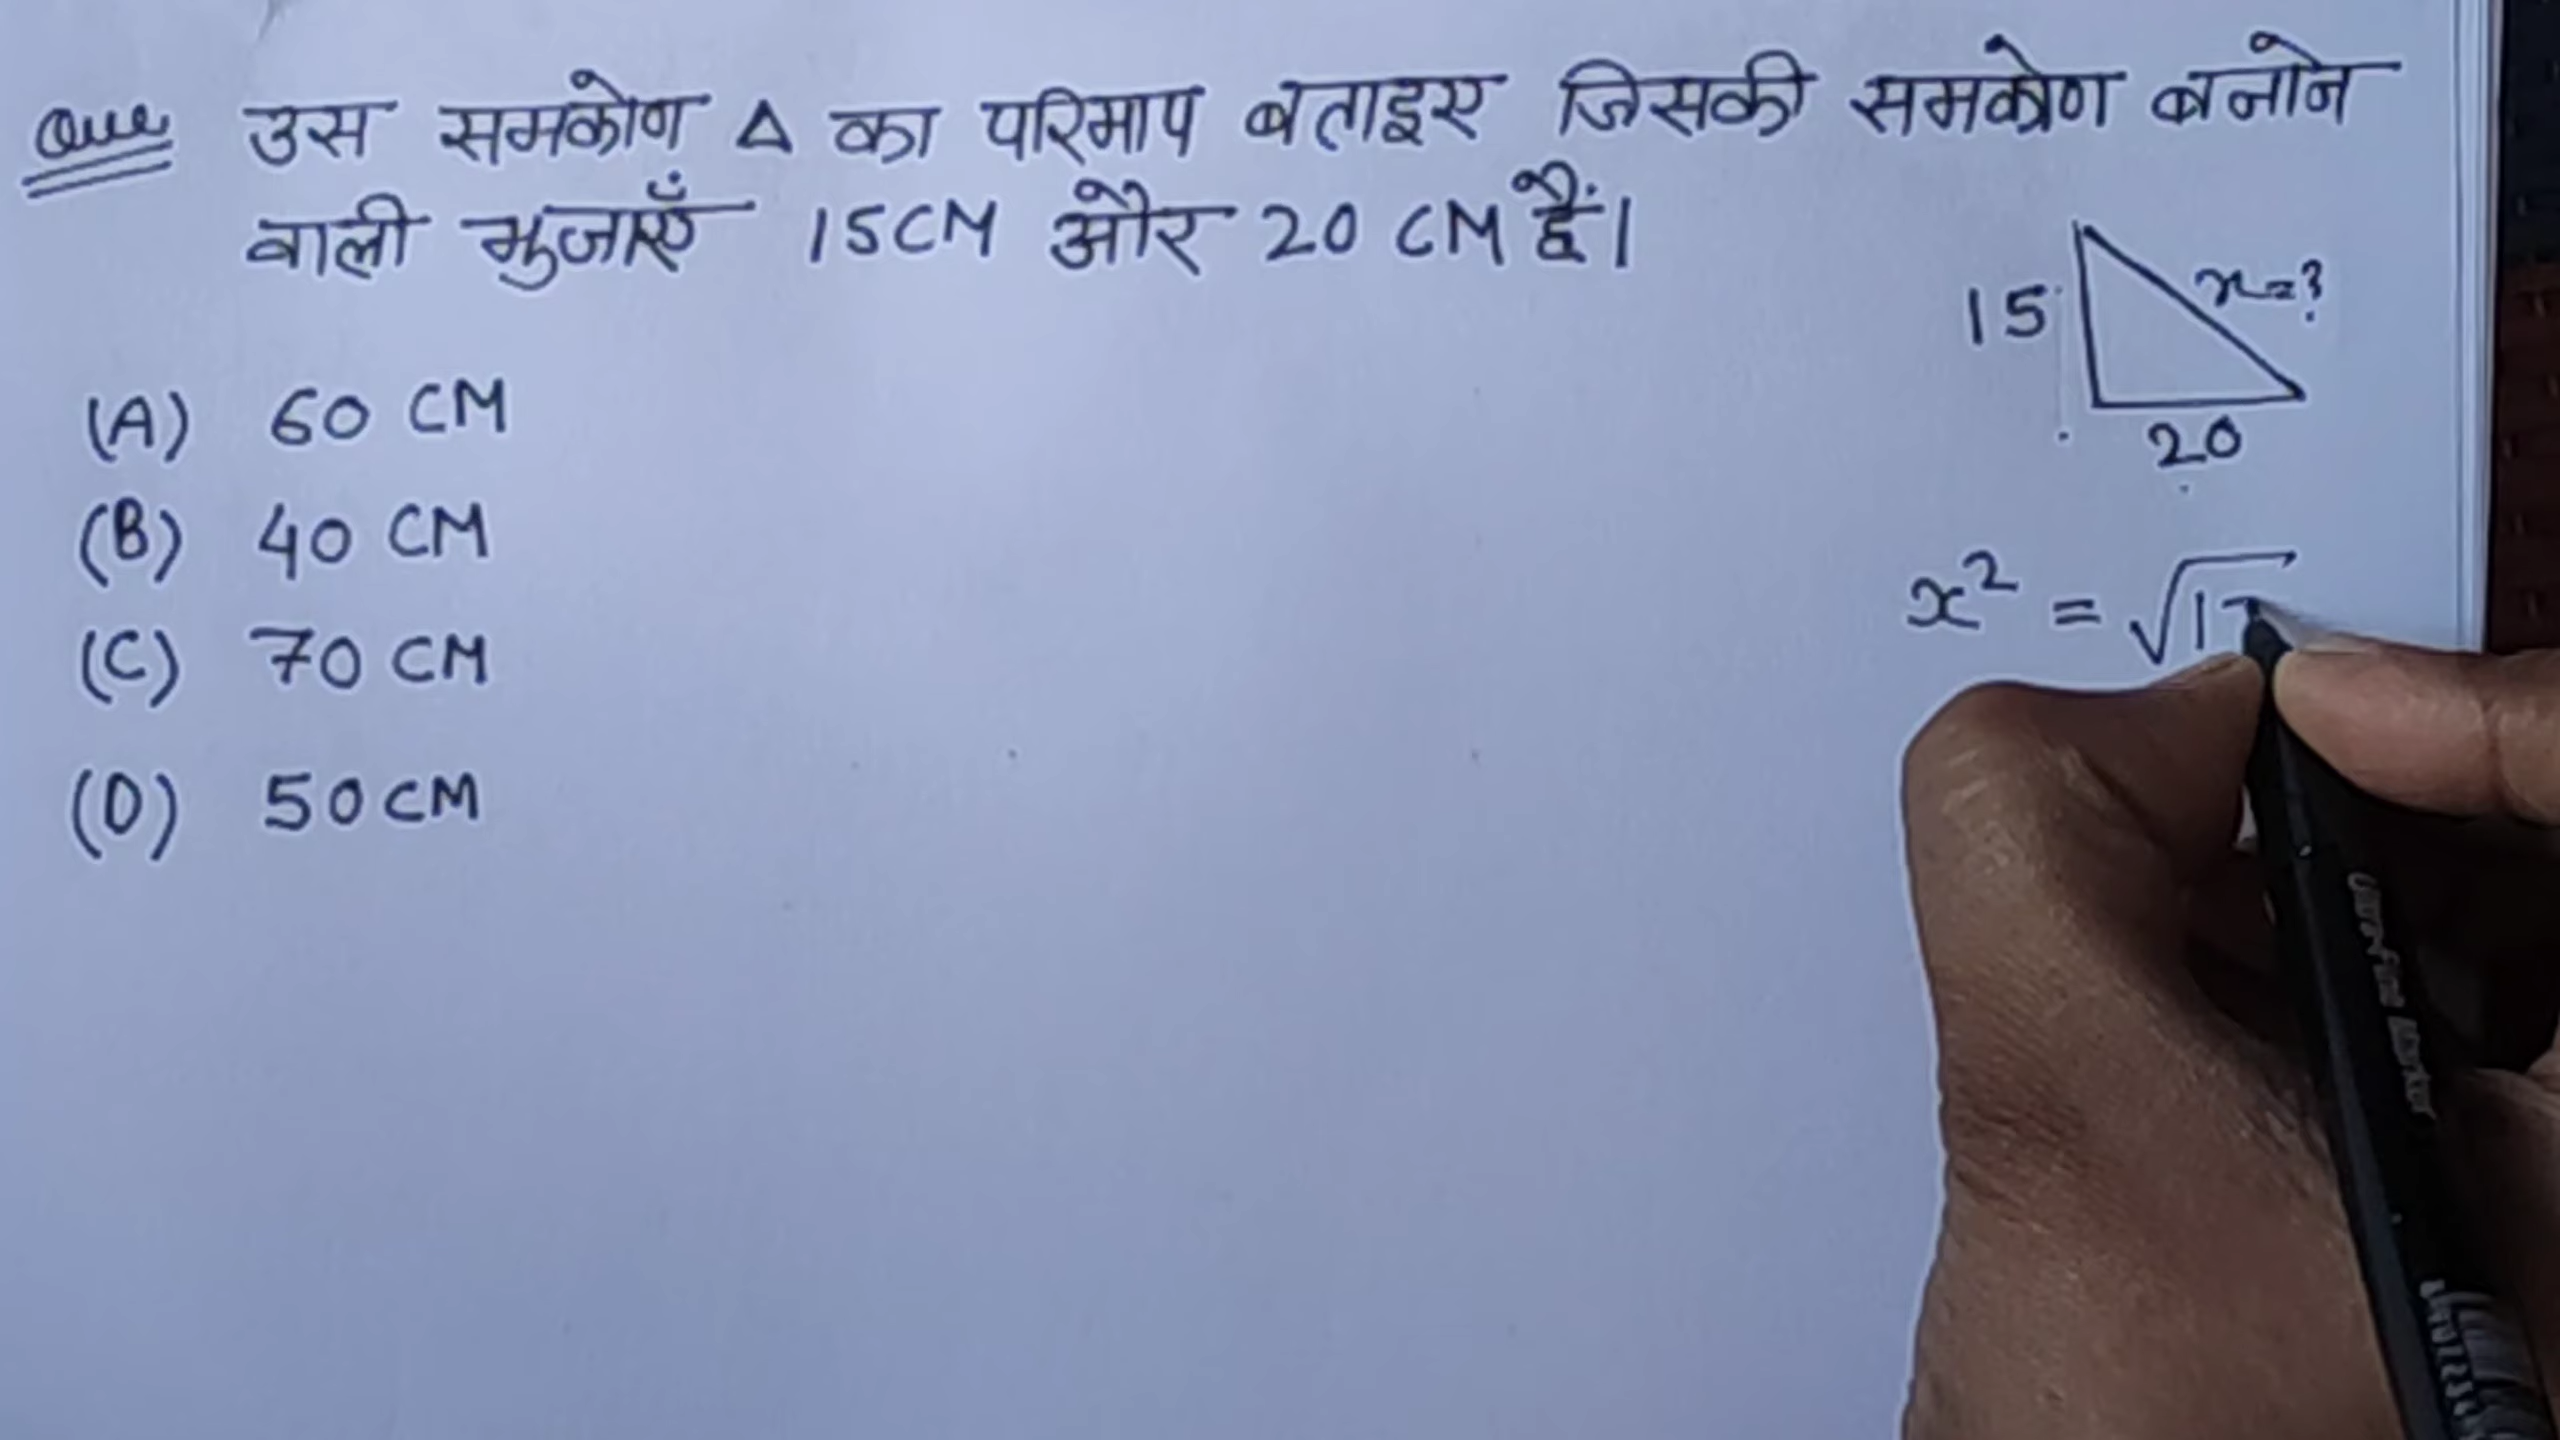 Que उस समकोण Δ का परिमाप बताइए जिसकी समकोण बनाने
वाली भुजाएँ 15CM और 20 CM हैं।
15
x=?
20
(A) 60 CM
(B) 40 CM
(C) 70 CM
(D) 50 CM
x² = √1